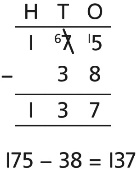 H T O
1 ⁶7̸ ¹5
– 3 8
1 3 7
175 – 38 = 137